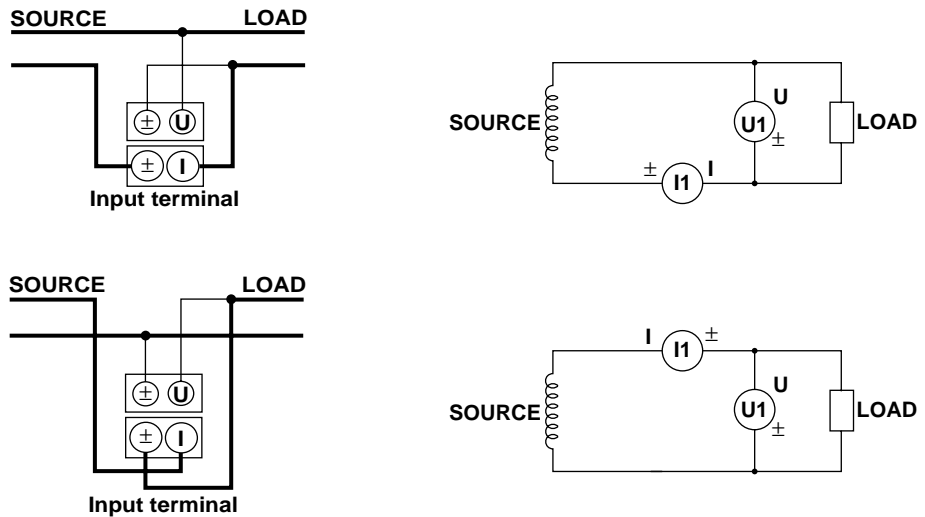 SOURCE LOAD
± U
± I
Input terminal
SOURCE U1 U ± LOAD
± I1 I
SOURCE LOAD
± U
± I
Input terminal
I I1 ±
SOURCE U1 U ± LOAD